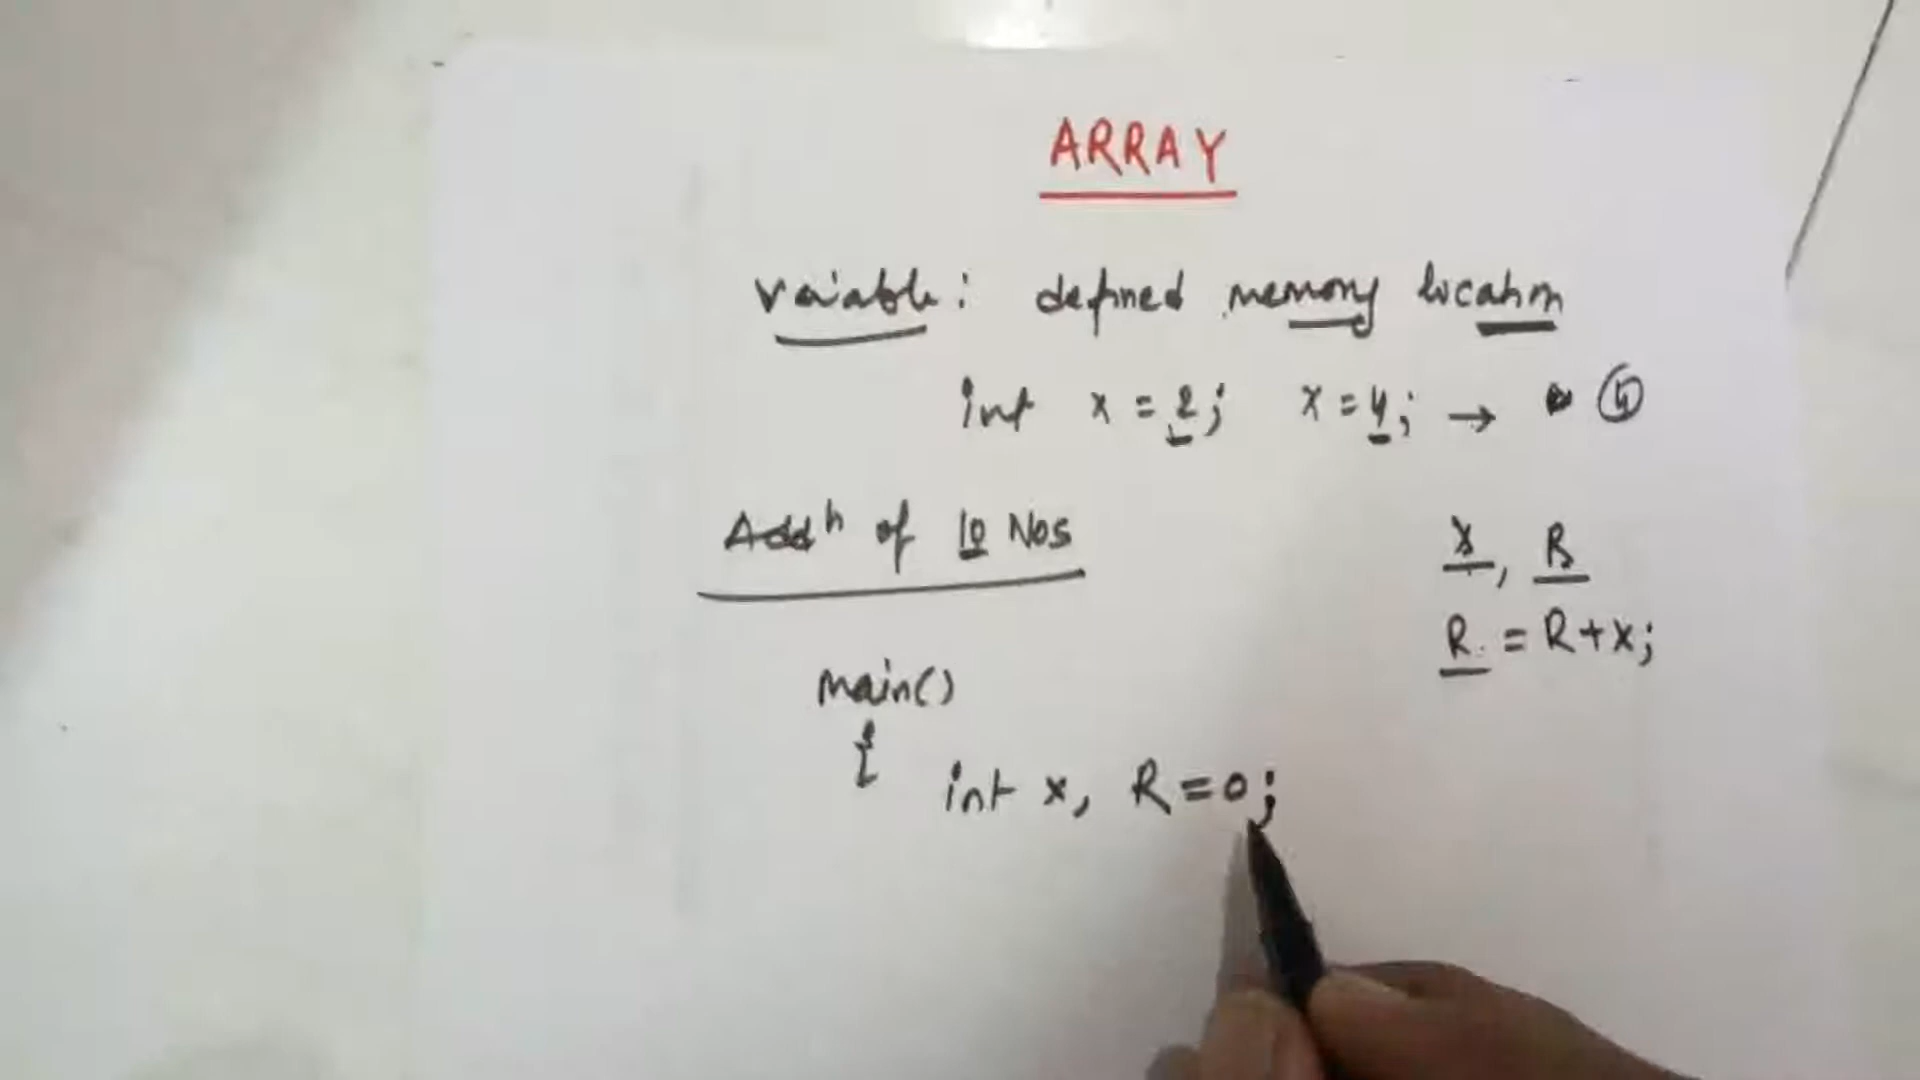 ARRAY
Variable: defined memory location
int x = 2; x = 4; →
Addn of 10 Nos
x, R
R = R+x;
main()
{
int x, R=0;